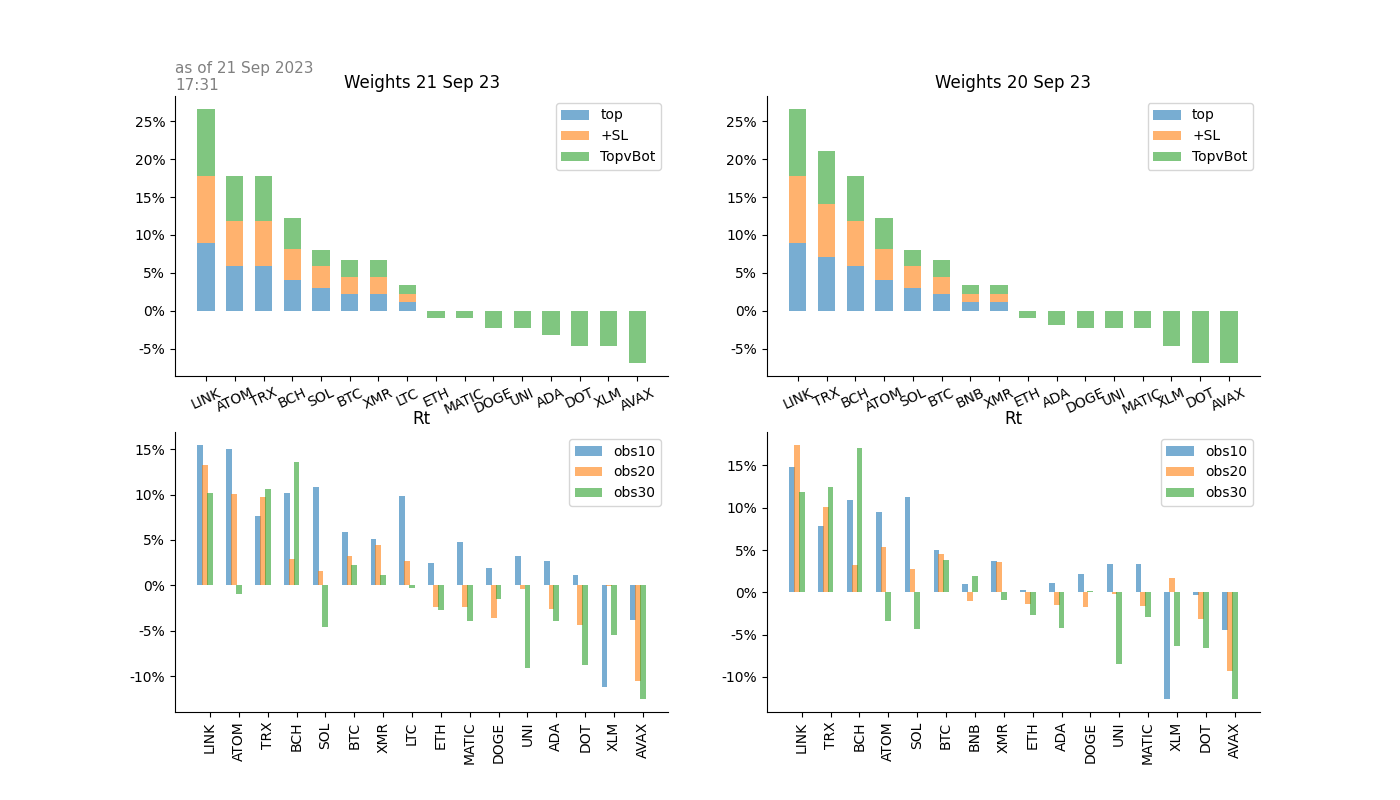 as of 21 Sep 2023
17:31
Weights 21 Sep 23
25%
20%
15%
10%
5%
0%
-5%
top
+SL
TopvBot
LINK ATOM TRX BCH SOL BTC XMR LTC ETH MATIC DOGE UNI ADA DOT XLM AVAX
Weights 20 Sep 23
25%
20%
15%
10%
5%
0%
-5%
top
+SL
TopvBot
LINK TRX BCH ATOM SOL BTC BNB XMR ETH ADA DOGE UNI MATIC XLM DOT AVAX
Rt
15%
10%
5%
0%
-5%
-10%
obs10
obs20
obs30
LINK ATOM TRX BCH SOL BTC XMR LTC ETH MATIC DOGE UNI ADA DOT XLM AVAX
Rt
15%
10%
5%
0%
-5%
-10%
obs10
obs20
obs30
LINK TRX BCH ATOM SOL BTC BNB XMR ETH ADA DOGE UNI MATIC XLM DOT AVAX